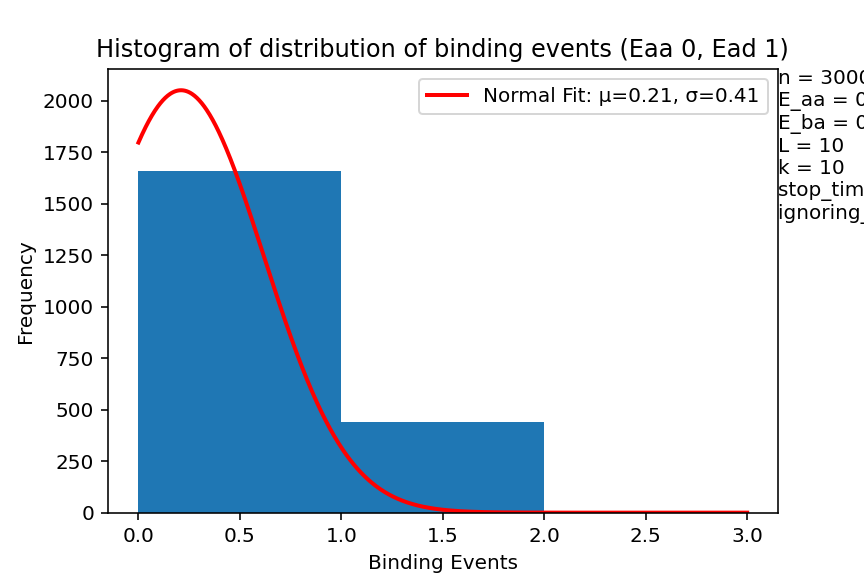 Histogram of distribution of binding events (Eaa 0, Ead 1)
Normal Fit: μ=0.21, σ=0.41
n = 3000
E_aa = 0
E_ba = 0
L = 10
k = 10
stop_tim
ignoring_
Frequency
2000
1750
1500
1250
1000
750
500
250
0
0.0 0.5 1.0 1.5 2.0 2.5 3.0
Binding Events